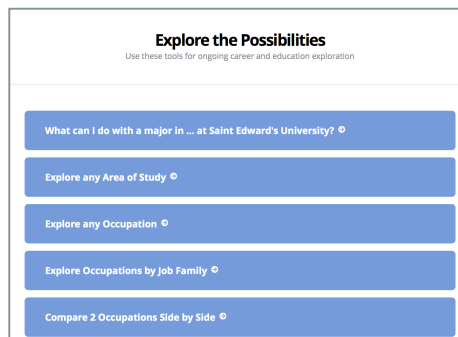 Explore the Possibilities
Use these tools for ongoing career and education exploration
What can I do with a major in ... at Saint Edward's University?
Explore any Area of Study
Explore any Occupation
Explore Occupations by Job Family
Compare 2 Occupations Side by Side